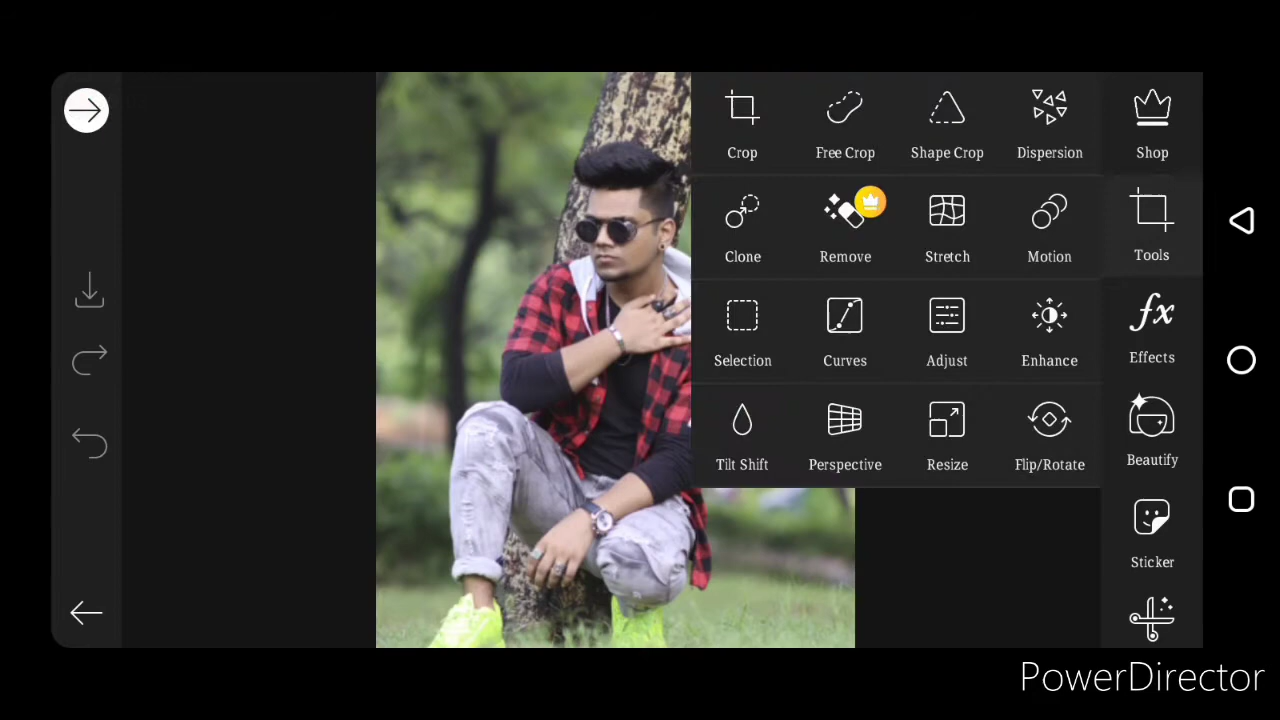 Crop Free Crop Shape Crop Dispersion Shop
Clone Remove Stretch Motion Tools
Selection Curves Adjust Enhance Effects
Tilt Shift Perspective Resize Flip/Rotate Beautify
Sticker
PowerDirector